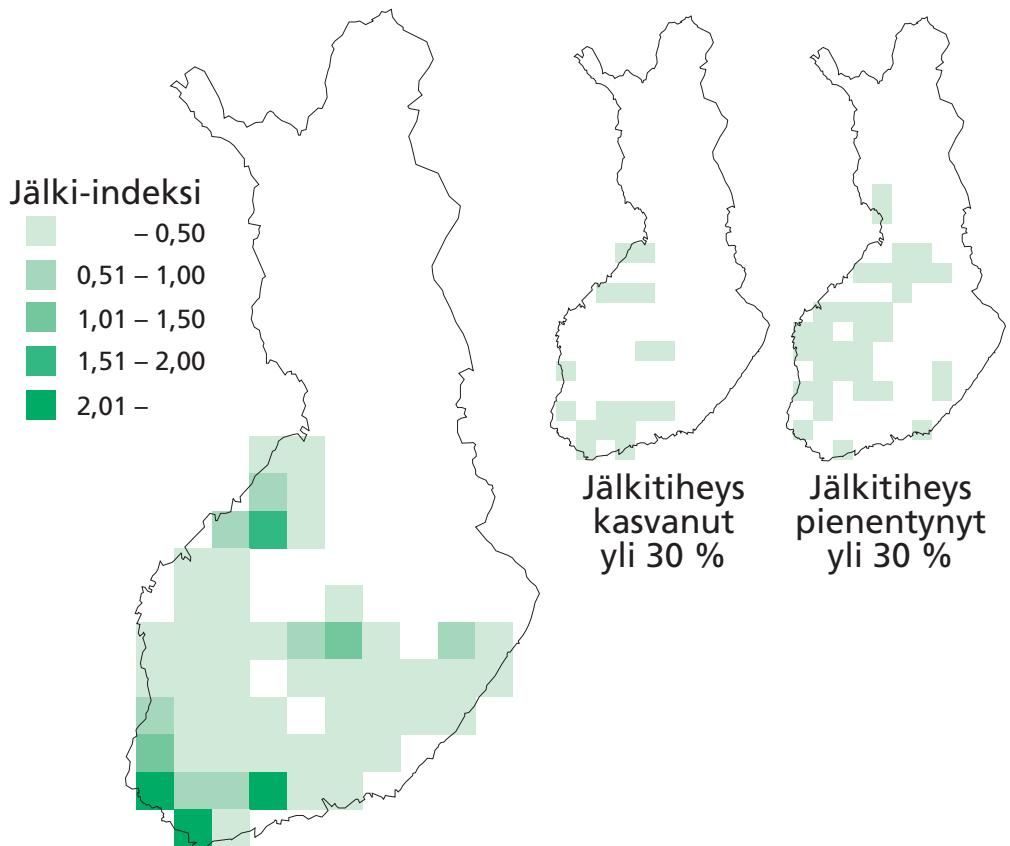 Jälki-indeksi
– 0,50
0,51 – 1,00
1,01 – 1,50
1,51 – 2,00
2,01 –
Jälkitiheys
kasvanut
yli 30 %
Jälkitiheys
pienentynyt
yli 30 %